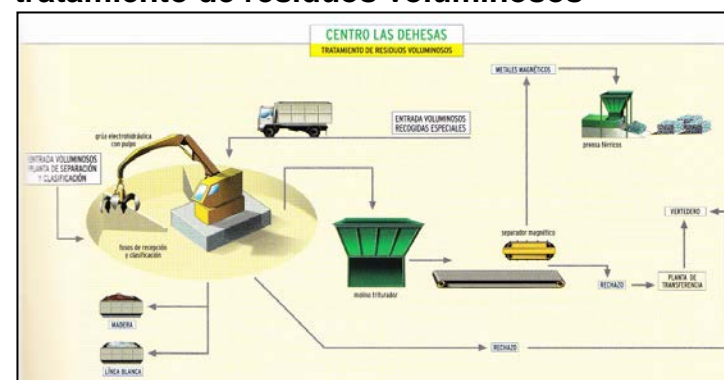 tratamiento de residuos voluminosos
CENTRO LAS DEHESAS
TRATAMIENTO DE RESIDUOS VOLUMINOSOS
METALES MAGNÉTICOS
prensa férricos
ENTRADA VOLUMINOSOS
RECOGIDAS ESPECIALES
grúa electrohidráulica
con pulpo
ENTRADA VOLUMINOSOS
PLANTA DE SEPARACIÓN
Y CLASIFICACIÓN
fosos de recepción
y clasificación
molino triturador
separador magnético
VERTEDERO
RECHAZO
PLANTA DE
TRANSFERENCIA
MADERA
LÍNEA BLANCA
RECHAZO